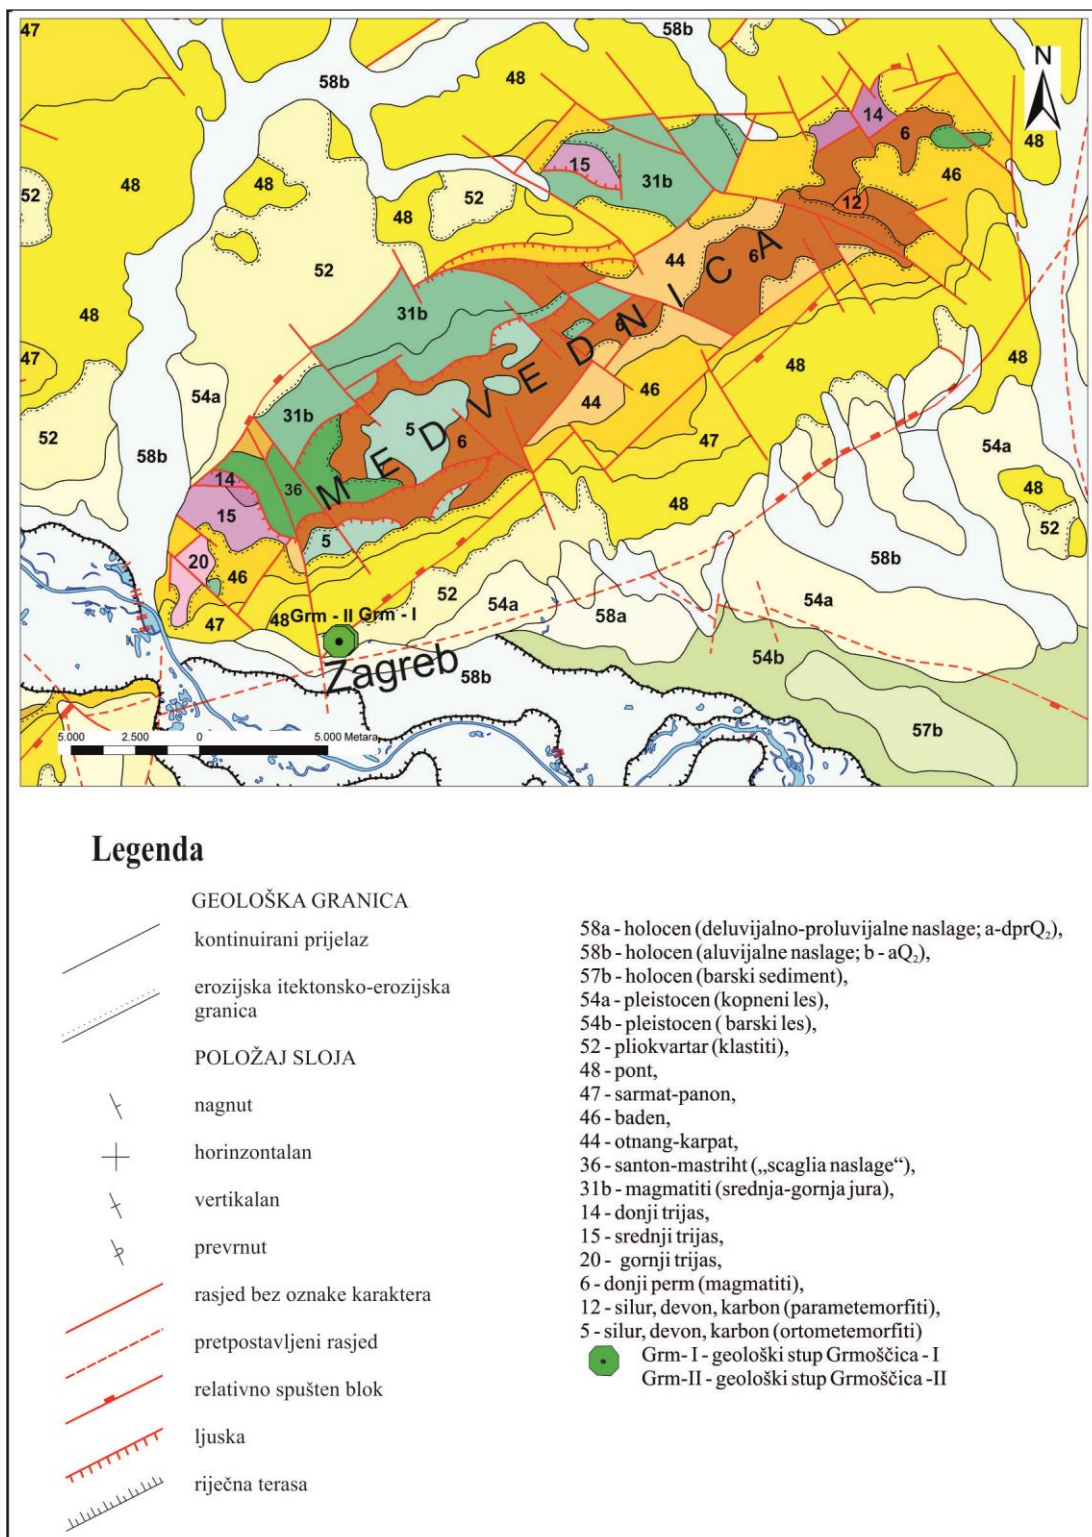 47
58b
N
58b
48
14
6
48
15
48
31b
46
52
48
52
12
48
52
44
6
31b
48
6
48
47
54a
46
44
31b
5
6
54a
52
47
58b
14
36
48
48
15
5
52
20
46
52
58b
54a
54a
58a
47
48
Grm - II Grm - I
Zagreb
58b
54b
57b
MEDVEDNICA
5.000 2.500 0 5.000 Metara
Legenda
GEOLOŠKA GRANICA
kontinuirani prijelaz
erozijska itektonsko-erozijska
granica
POLOŽAJ SLOJA
nagnut
horinzontalan
vertikalan
prevrnut
rasjed bez oznake karaktera
pretpostavljeni rasjed
relativno spušten blok
ljuska
riječna terasa
58a - holocen (deluvijalno-proluvijalne naslage; a-dprQ₂),
58b - holocen (aluvijalne naslage; b - aQ₂),
57b - holocen (barski sediment),
54a - pleistocen (kopneni les),
54b - pleistocen ( barski les),
52 - pliokvartar (klastiti),
48 - pont,
47 - sarmat-panon,
46 - baden,
44 - otnang-karpat,
36 - santon-mastriht („scaglia naslage“),
31b - magmatiti (srednja-gornja jura),
14 - donji trijas,
15 - srednji trijas,
20 - gornji trijas,
6 - donji perm (magmatiti),
12 - silur, devon, karbon (parametemorfiti),
5 - silur, devon, karbon (ortometemorfiti)
Grm- I - geološki stup Grmoščica - I
Grm-II - geološki stup Grmoščica -II